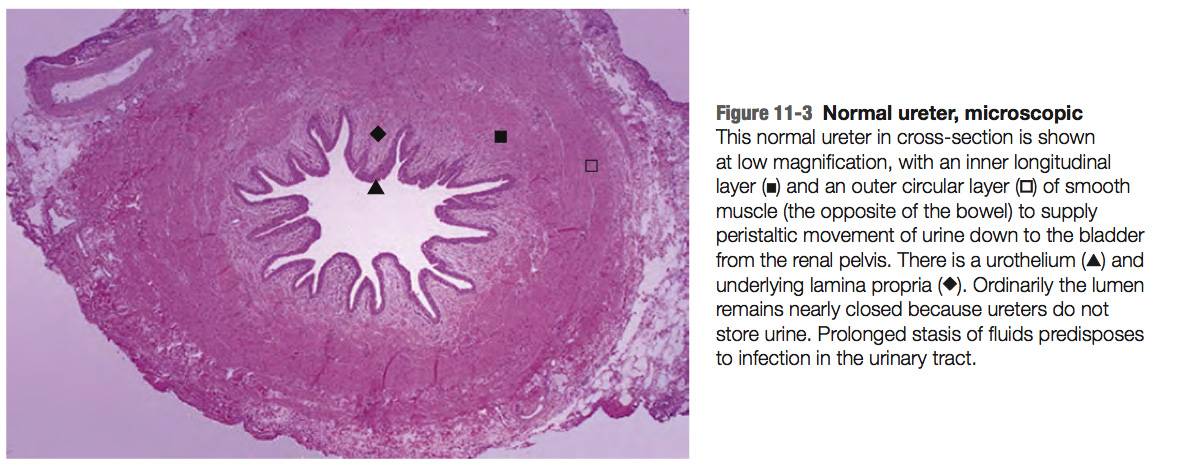 Figure 11-3 Normal ureter, microscopic
This normal ureter in cross-section is shown
at low magnification, with an inner longitudinal
layer (■) and an outer circular layer (□) of smooth
muscle (the opposite of the bowel) to supply
peristaltic movement of urine down to the bladder
from the renal pelvis. There is a urothelium (▲) and
underlying lamina propria (◆). Ordinarily the lumen
remains nearly closed because ureters do not
store urine. Prolonged stasis of fluids predisposes
to infection in the urinary tract.